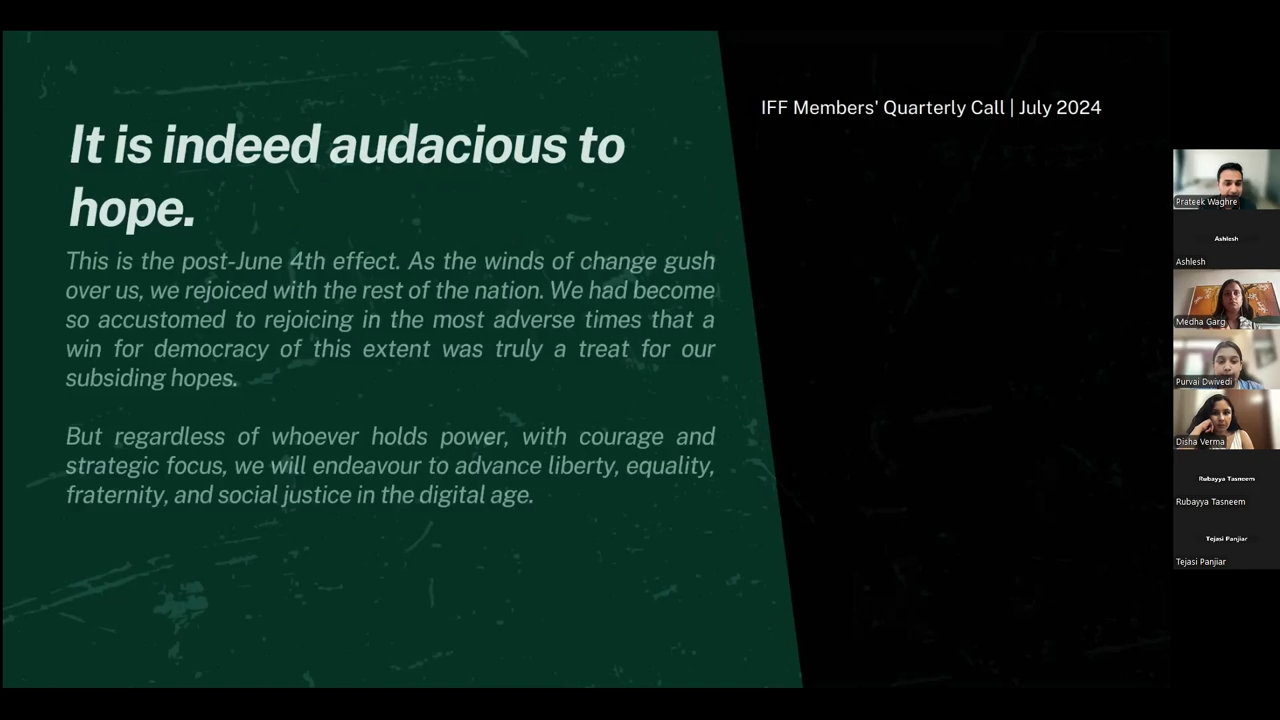 It is indeed audacious to
hope.
This is the post-June 4th effect. As the winds of change gush
over us, we rejoiced with the rest of the nation. We had become
so accustomed to rejoicing in the most adverse times that a
win for democracy of this extent was truly a treat for our
subsiding hopes.
But regardless of whoever holds power, with courage and
strategic focus, we will endeavour to advance liberty, equality,
fraternity, and social justice in the digital age.
IFF Members' Quarterly Call | July 2024
Prateek Waghre
Ashlesh
Ashlesh
Medha Garg
Purvai Dwivedi
Disha Verma
Rubayya Tasneem
Rubayya Tasneem
Tejasi Panjiar
Tejasi Panjiar